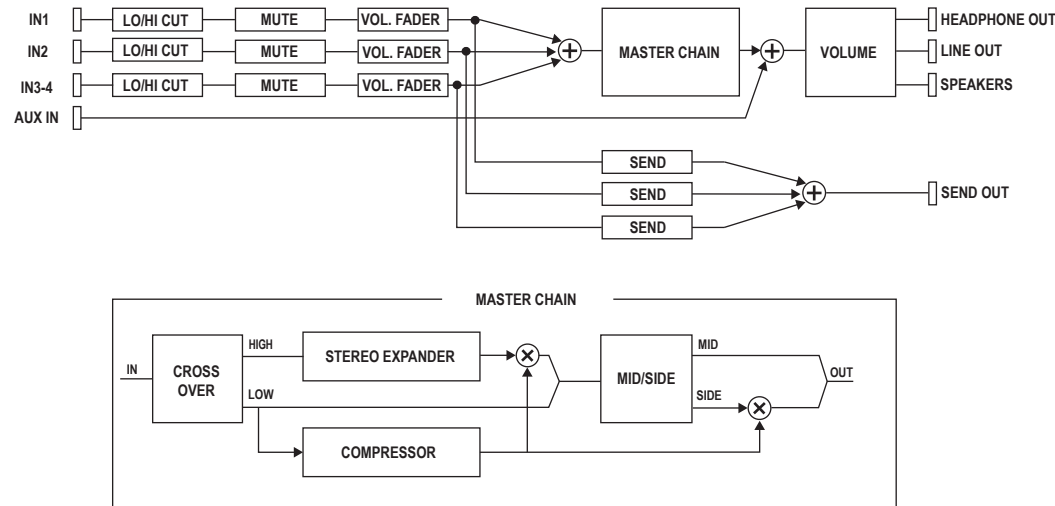 IN1 LO/HI CUT MUTE VOL. FADER HEADPHONE OUT
IN2 LO/HI CUT MUTE VOL. FADER MASTER CHAIN VOLUME LINE OUT
IN3-4 LO/HI CUT MUTE VOL. FADER SPEAKERS
AUX IN
SEND
SEND SEND OUT
SEND
MASTER CHAIN
HIGH STEREO EXPANDER MID
IN CROSS OVER MID/SIDE OUT
LOW SIDE
COMPRESSOR